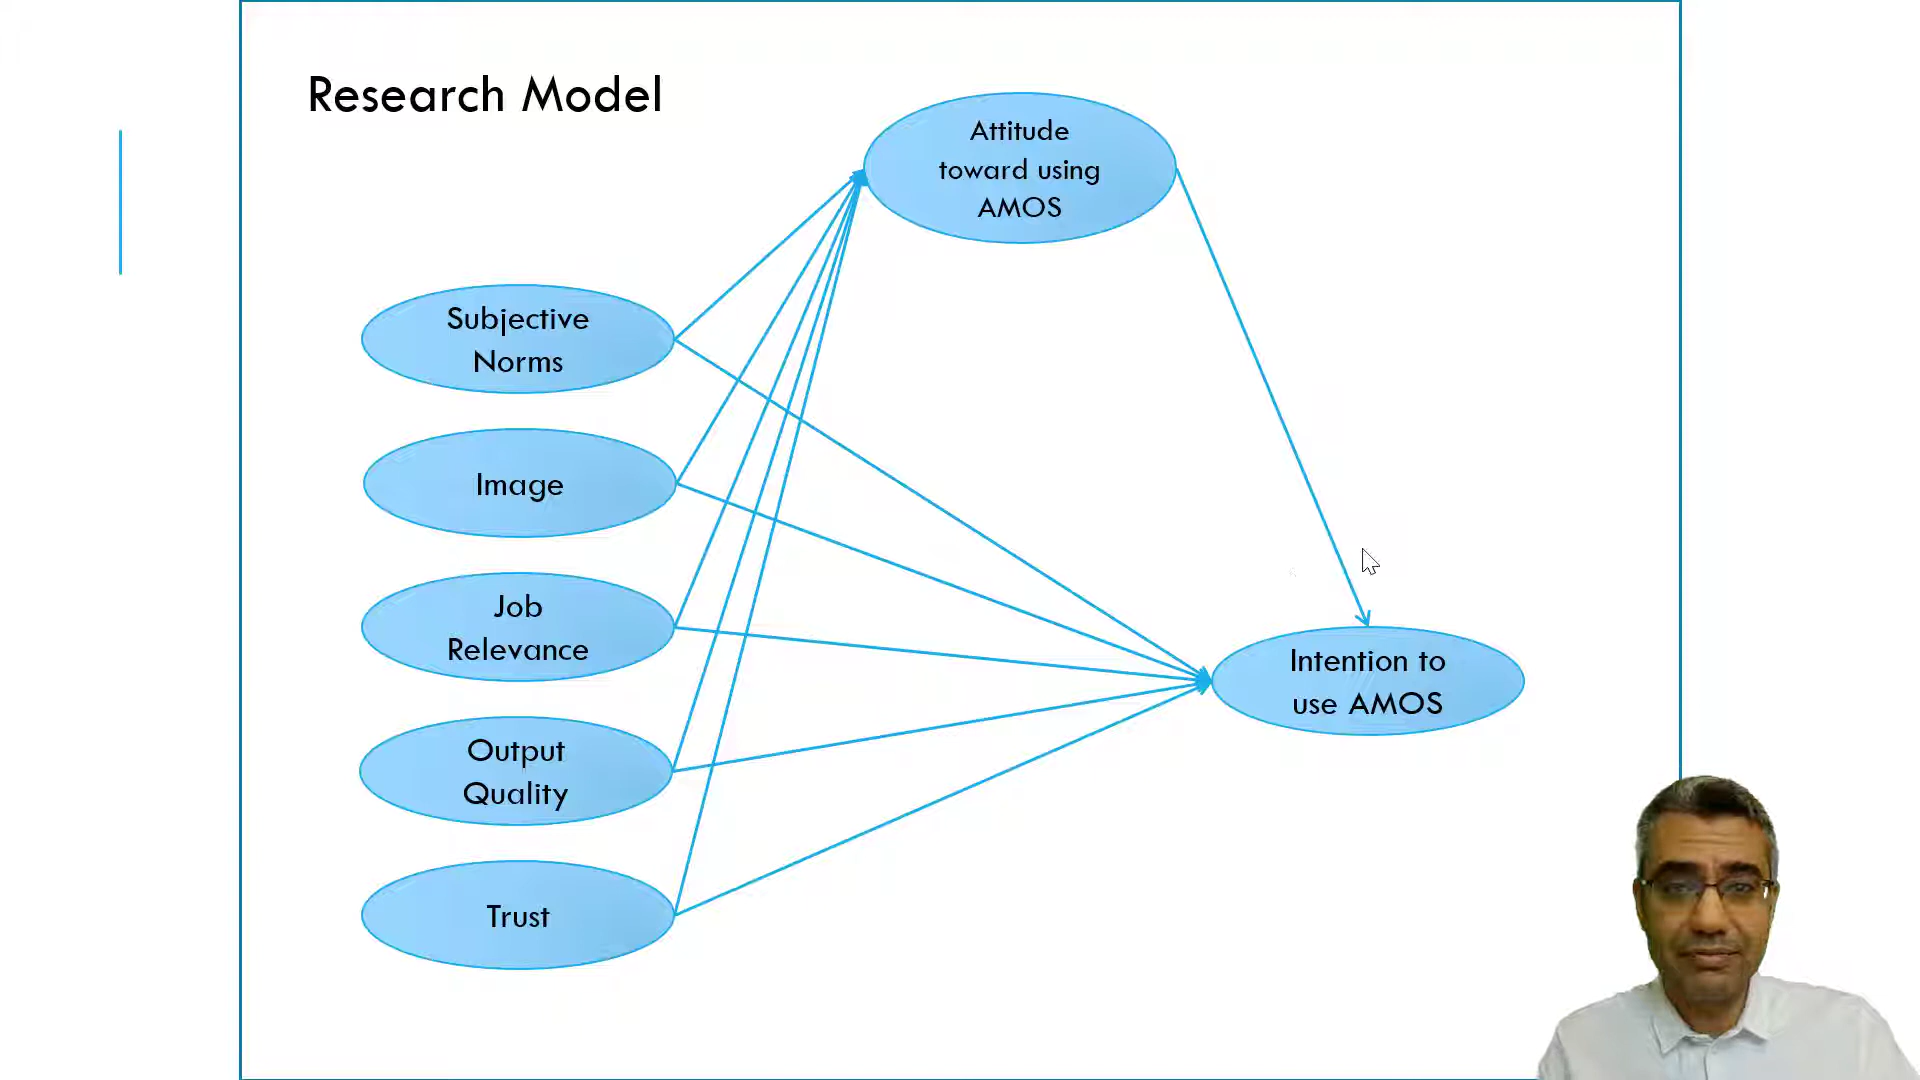 Research Model
Attitude
toward using
AMOS
Subjective
Norms
Image
Job
Relevance
Output
Quality
Trust
Intention to
use AMOS